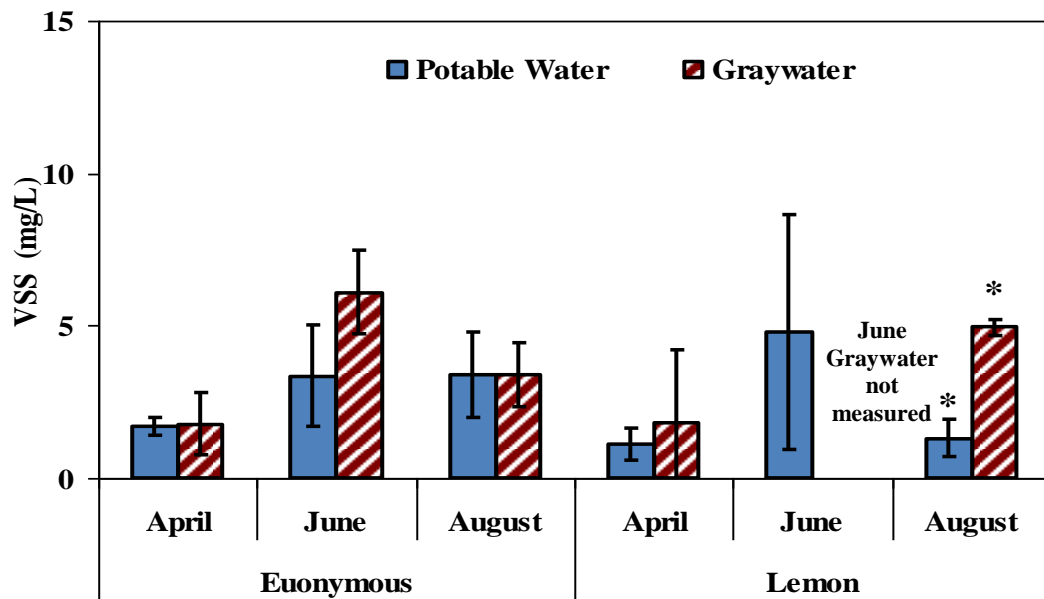 15
10
5
0
VSS (mg/L)
Potable Water
Graywater
June
Graywater
not
measured
*
*
April June August April June August
Euonymous Lemon